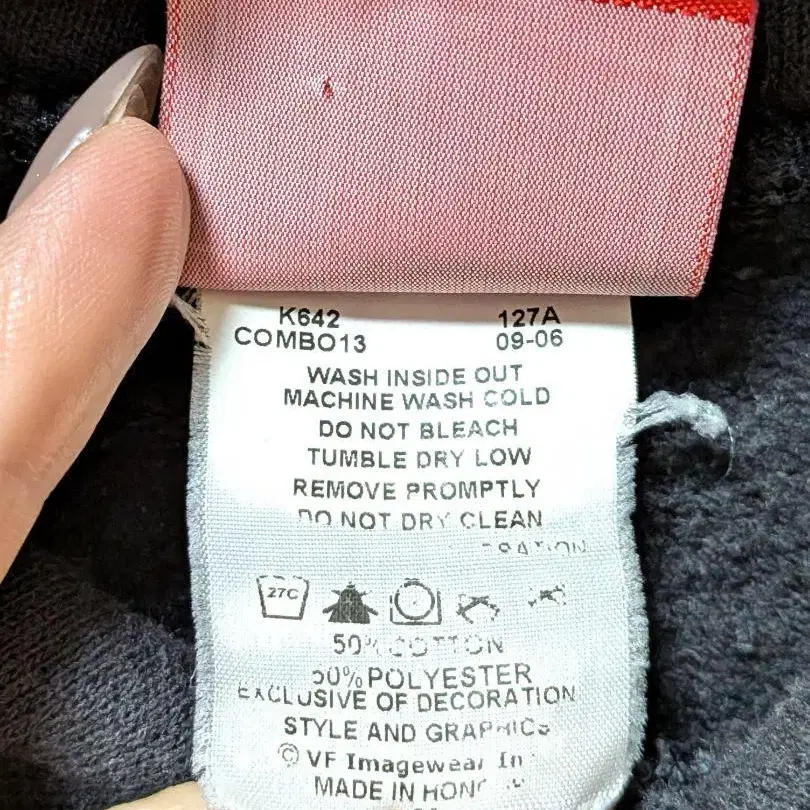 K642 127A
COMBO13 09-06
WASH INSIDE OUT
MACHINE WASH COLD
DO NOT BLEACH
TUMBLE DRY LOW
REMOVE PROMPTLY
DO NOT DRY CLEAN
27C
50% COTTON
50% POLYESTER
EXCLUSIVE OF DECORATION
STYLE AND GRAPHICS
© VF Imagewear
MADE IN